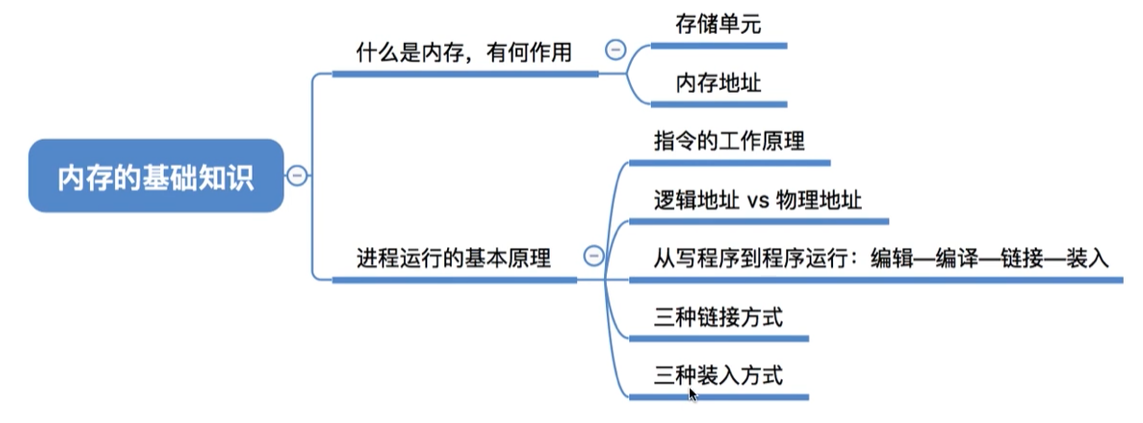 内存的基础知识
什么是内存，有何作用
存储单元
内存地址
进程运行的基本原理
指令的工作原理
逻辑地址 vs 物理地址
从写程序到程序运行：编辑—编译—链接—装入
三种链接方式
三种装入方式